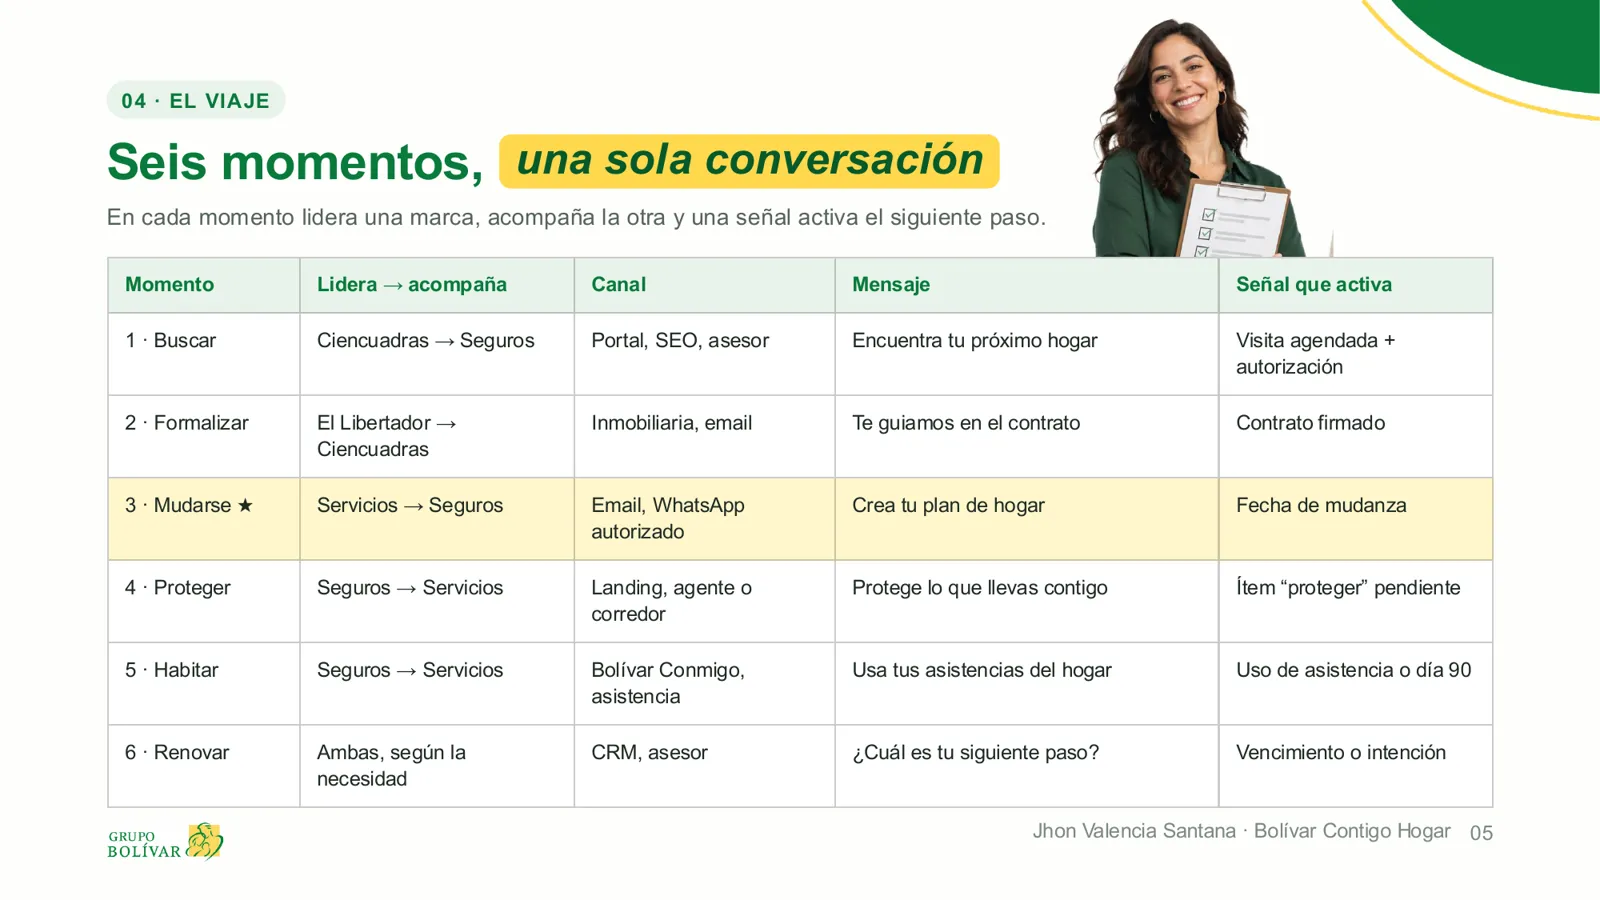 04 · EL VIAJE
Seis momentos, una sola conversación
En cada momento lidera una marca, acompaña la otra y una señal activa el siguiente paso.
Momento Lidera → acompaña Canal Mensaje Señal que activa
1 · Buscar Ciencuadras → Seguros Portal, SEO, asesor Encuentra tu próximo hogar Visita agendada +
autorización
2 · Formalizar El Libertador → Inmobiliaria, email Te guiamos en el contrato Contrato firmado
Ciencuadras
3 · Mudarse ★ Servicios → Seguros Email, WhatsApp Crea tu plan de hogar Fecha de mudanza
autorizado
4 · Proteger Seguros → Servicios Landing, agente o Protege lo que llevas contigo Ítem “proteger” pendiente
corredor
5 · Habitar Seguros → Servicios Bolívar Conmigo, Usa tus asistencias del hogar Uso de asistencia o día 90
asistencia
6 · Renovar Ambas, según la CRM, asesor ¿Cuál es tu siguiente paso? Vencimiento o intención
necesidad
GRUPO
BOLÍVAR
Jhon Valencia Santana · Bolívar Contigo Hogar 05